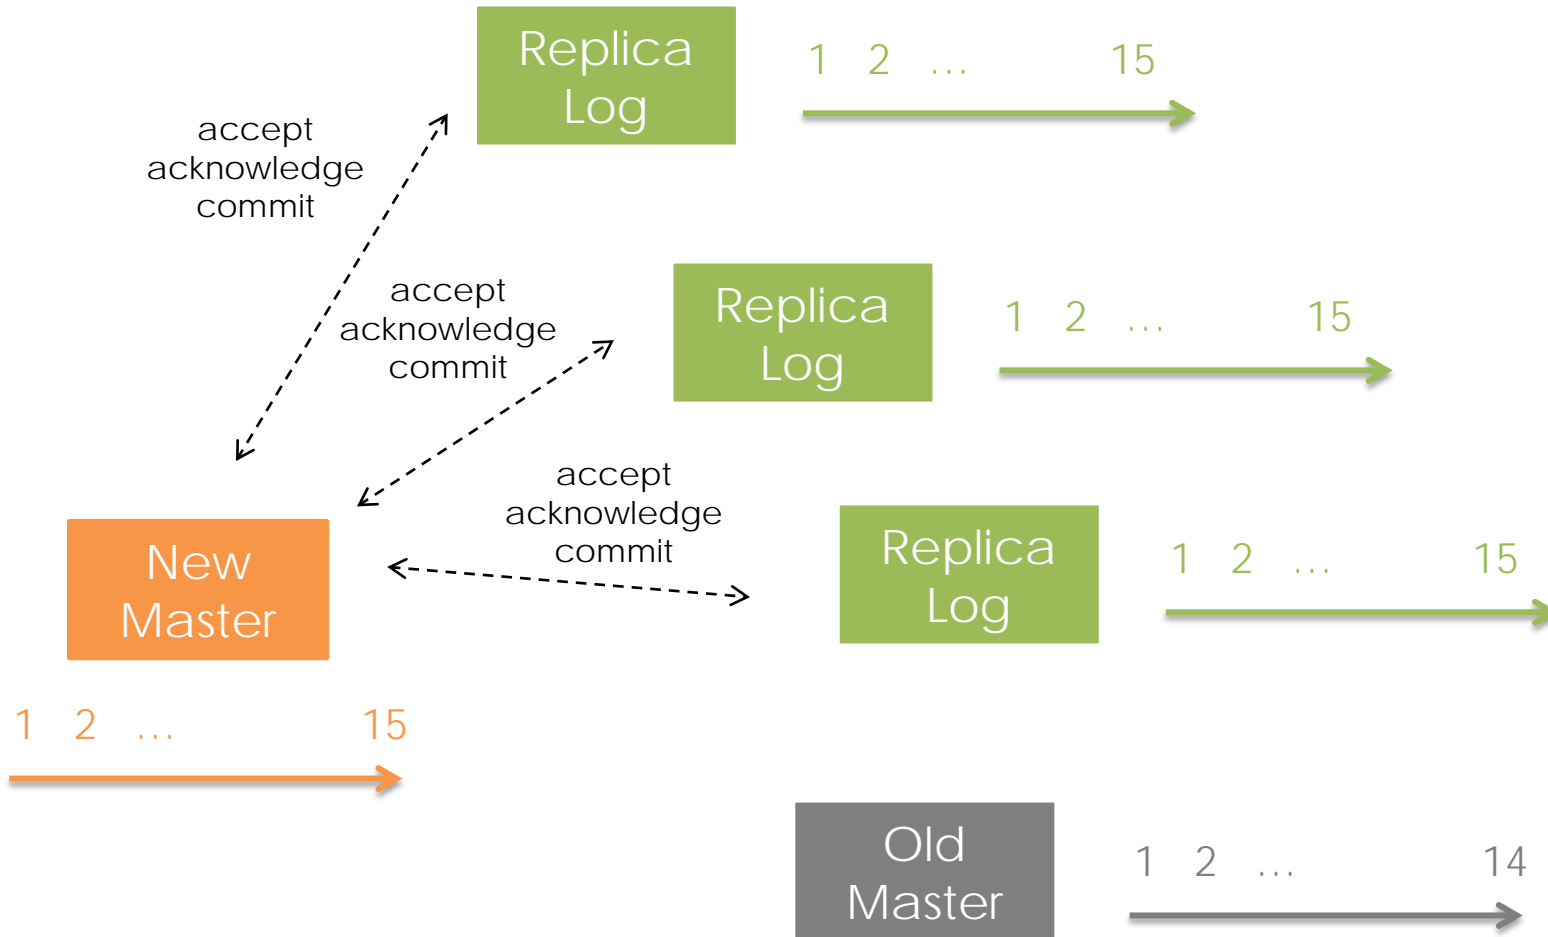 Replica
Log
1 2 ... 15
accept
acknowledge
commit
accept
acknowledge
commit
Replica
Log
1 2 ... 15
accept
acknowledge
commit
New
Master
Replica
Log
1 2 ... 15
1 2 ... 15
Old
Master
1 2 ... 14